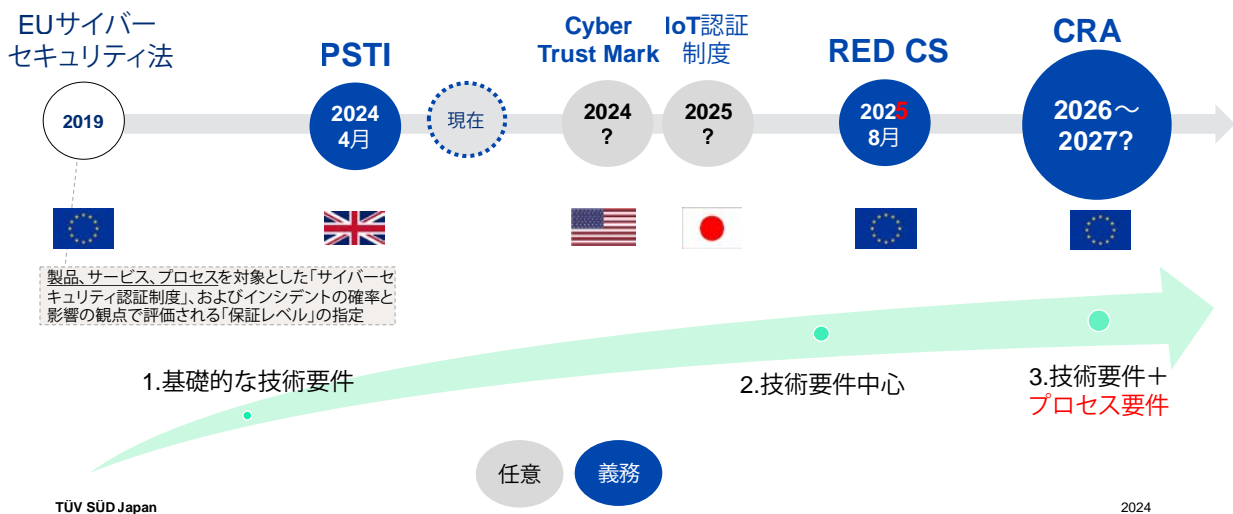 EUサイバー
セキュリティ法
PSTI
Cyber
Trust Mark
IoT認証
制度
RED CS
CRA
2019
2024
4月
現在
2024
?
2025
?
2025
8月
2026～
2027?
製品、サービス、プロセスを対象とした「サイバーセ
キュリティ認証制度」、およびインシデントの確率と
影響の観点で評価される「保証レベル」の指定
1.基礎的な技術要件
2.技術要件中心
3.技術要件＋
プロセス要件
任意
義務
TÜV SÜD Japan
2024